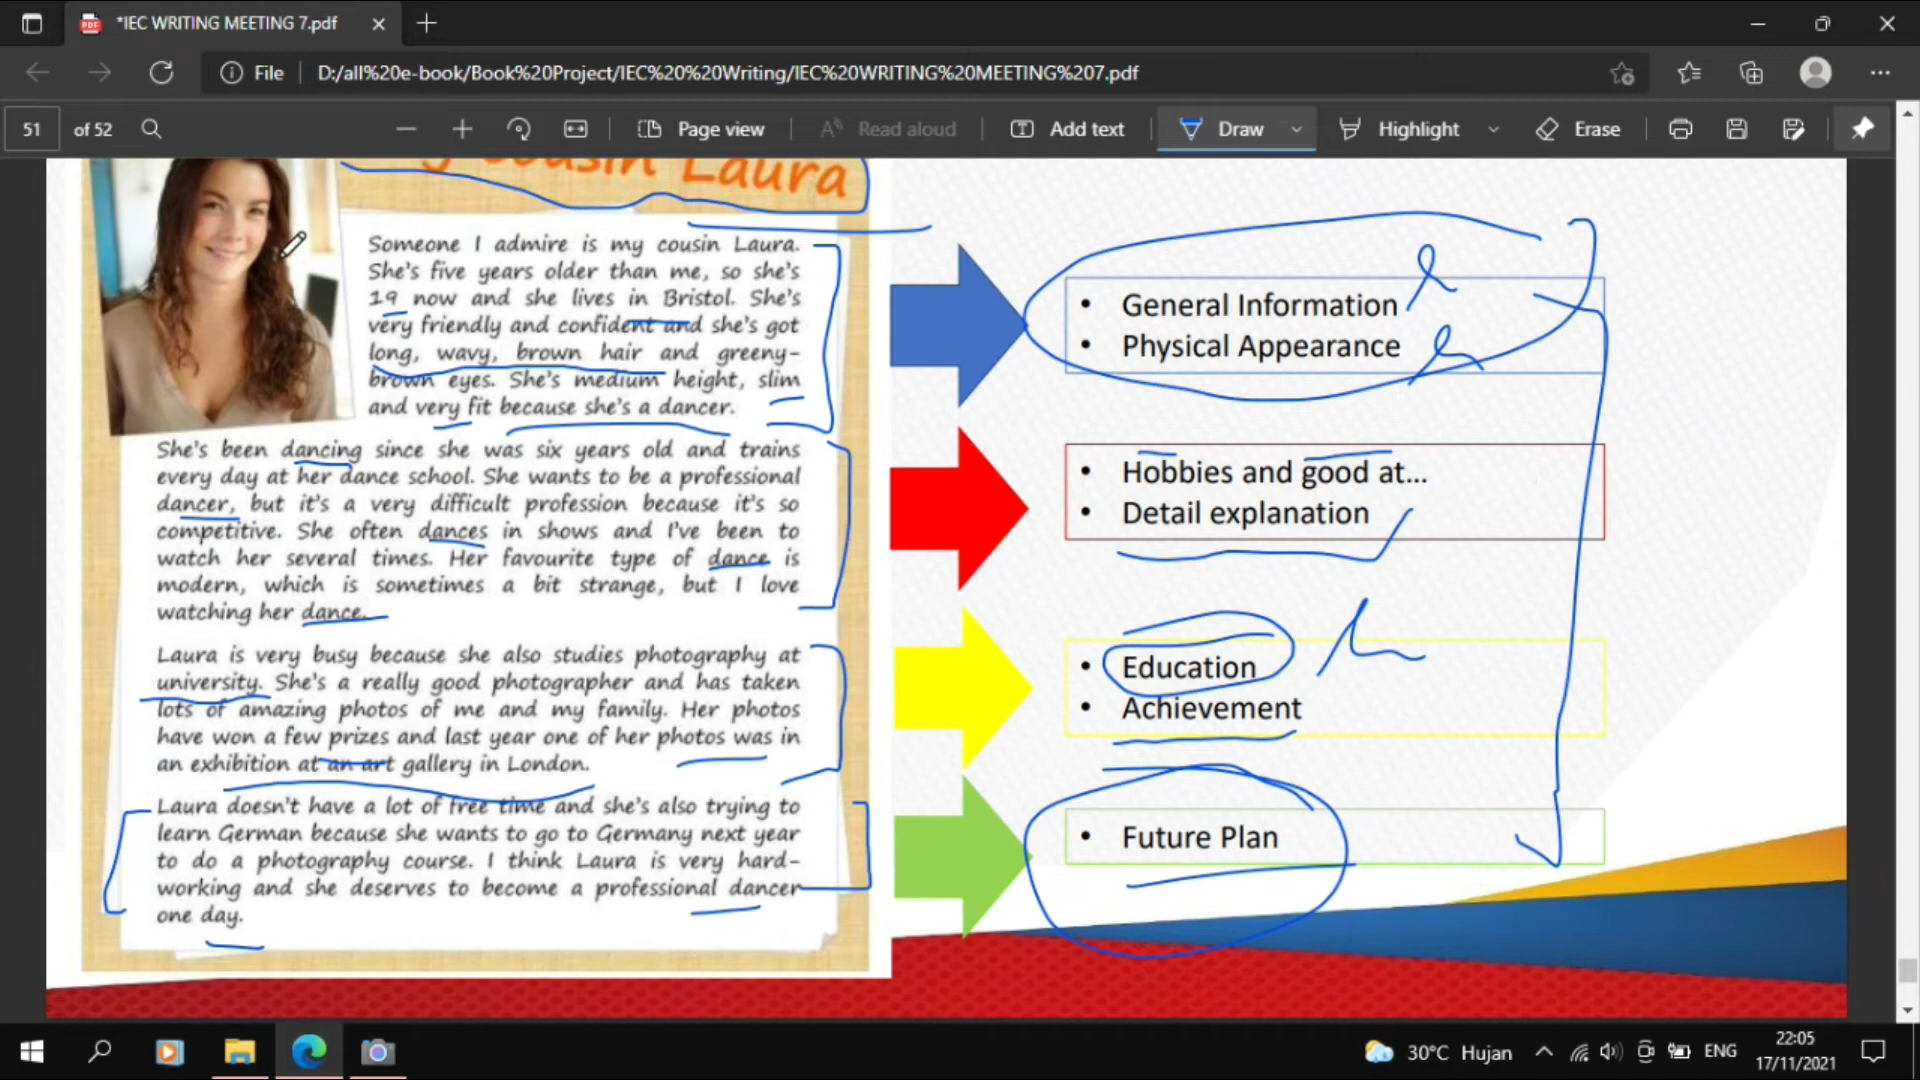 *IEC WRITING MEETING 7.pdf
File
D:/all%20e-book/Book%20Project/IEC%20%20Writing/IEC%20WRITING%20MEETING%207.pdf
51 of 52
Page view
Read aloud
Add text
Draw
Highlight
Erase
cousin Laura
Someone I admire is my cousin Laura.
She's five years older than me, so she's
19 now and she lives in Bristol. She's
very friendly and confident and she's got
long, wavy, brown hair and greeny-
brown eyes. She's medium height, slim
and very fit because she's a dancer.
She's been dancing since she was six years old and trains
every day at her dance school. She wants to be a professional
dancer, but it's a very difficult profession because it's so
competitive. She often dances in shows and I've been to
watch her several times. Her favourite type of dance is
modern, which is sometimes a bit strange, but I love
watching her dance.
Laura is very busy because she also studies photography at
university. She's a really good photographer and has taken
lots of amazing photos of me and my family. Her photos
have won a few prizes and last year one of her photos was in
an exhibition at an art gallery in London.
Laura doesn't have a lot of free time and she's also trying to
learn German because she wants to go to Germany next year
to do a photography course. I think Laura is very hard-
working and she deserves to become a professional dancer
one day.
• General Information
• Physical Appearance
• Hobbies and good at...
• Detail explanation
• Education
• Achievement
• Future Plan
30°C Hujan
ENG
22:05
17/11/2021